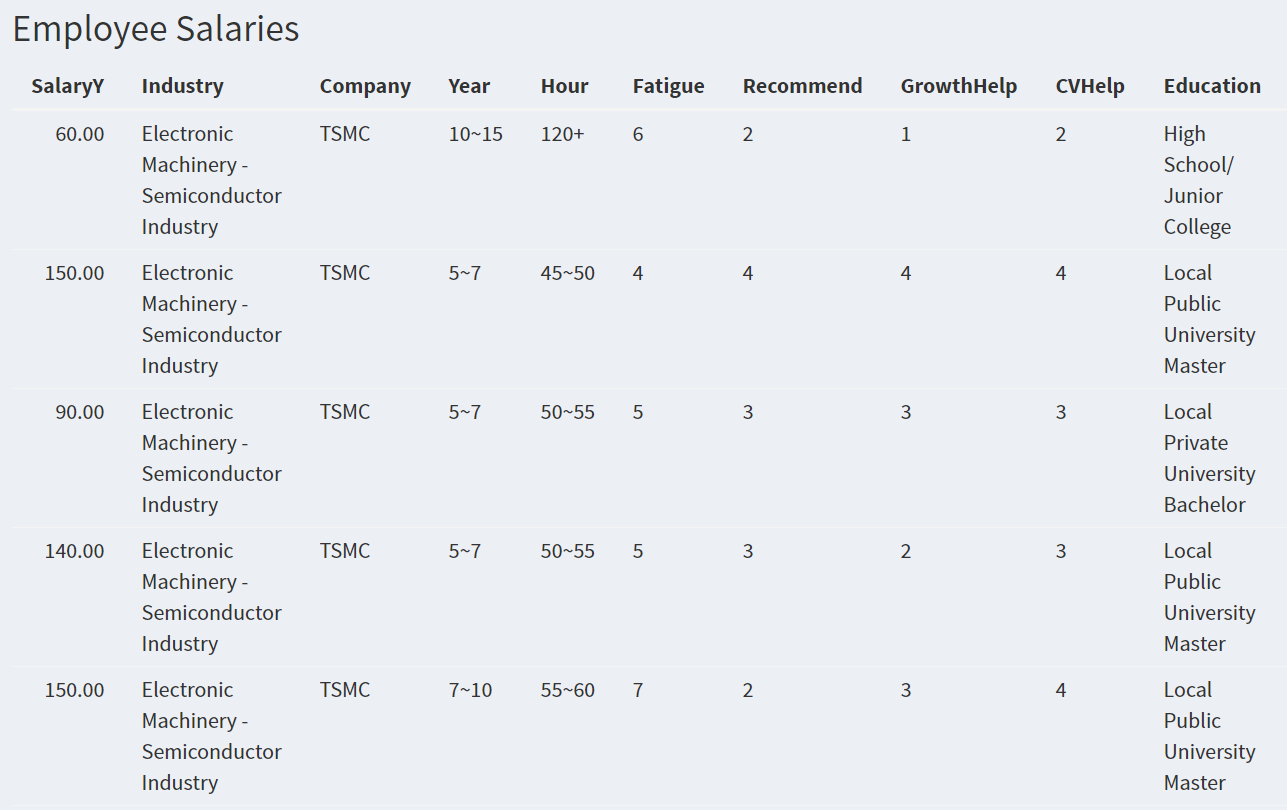 Employee Salaries
SalaryY Industry Company Year Hour Fatigue Recommend GrowthHelp CVHelp Education
60.00 Electronic TSMC 10~15 120+ 6 2 1 2 High
Machinery - School/
Semiconductor Junior
Industry College
150.00 Electronic TSMC 5~7 45~50 4 4 4 4 Local
Machinery - Public
Semiconductor University
Industry Master
90.00 Electronic TSMC 5~7 50~55 5 3 3 3 Local
Machinery - Private
Semiconductor University
Industry Bachelor
140.00 Electronic TSMC 5~7 50~55 5 3 2 3 Local
Machinery - Public
Semiconductor University
Industry Master
150.00 Electronic TSMC 7~10 55~60 7 2 3 4 Local
Machinery - Public
Semiconductor University
Industry Master